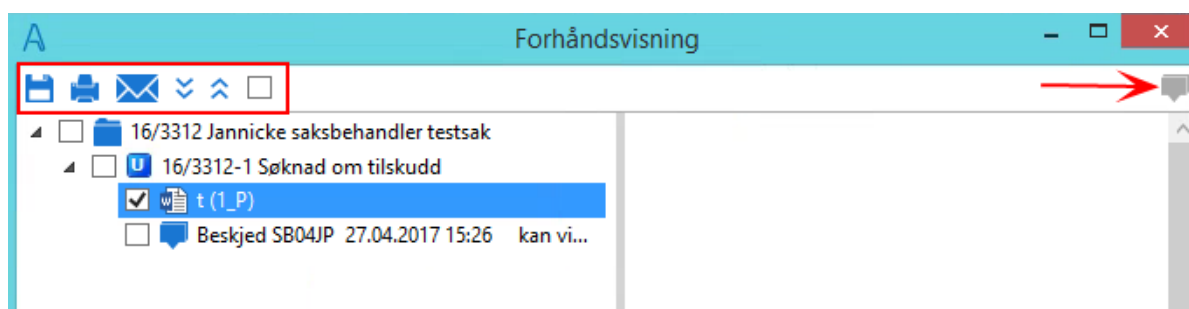 Forhåndsvisning
16/3312 Jannicke saksbehandler testsak
U 16/3312-1 Søknad om tilskudd
t (1_P)
Beskjed SB04JP 27.04.2017 15:26 kan vi...